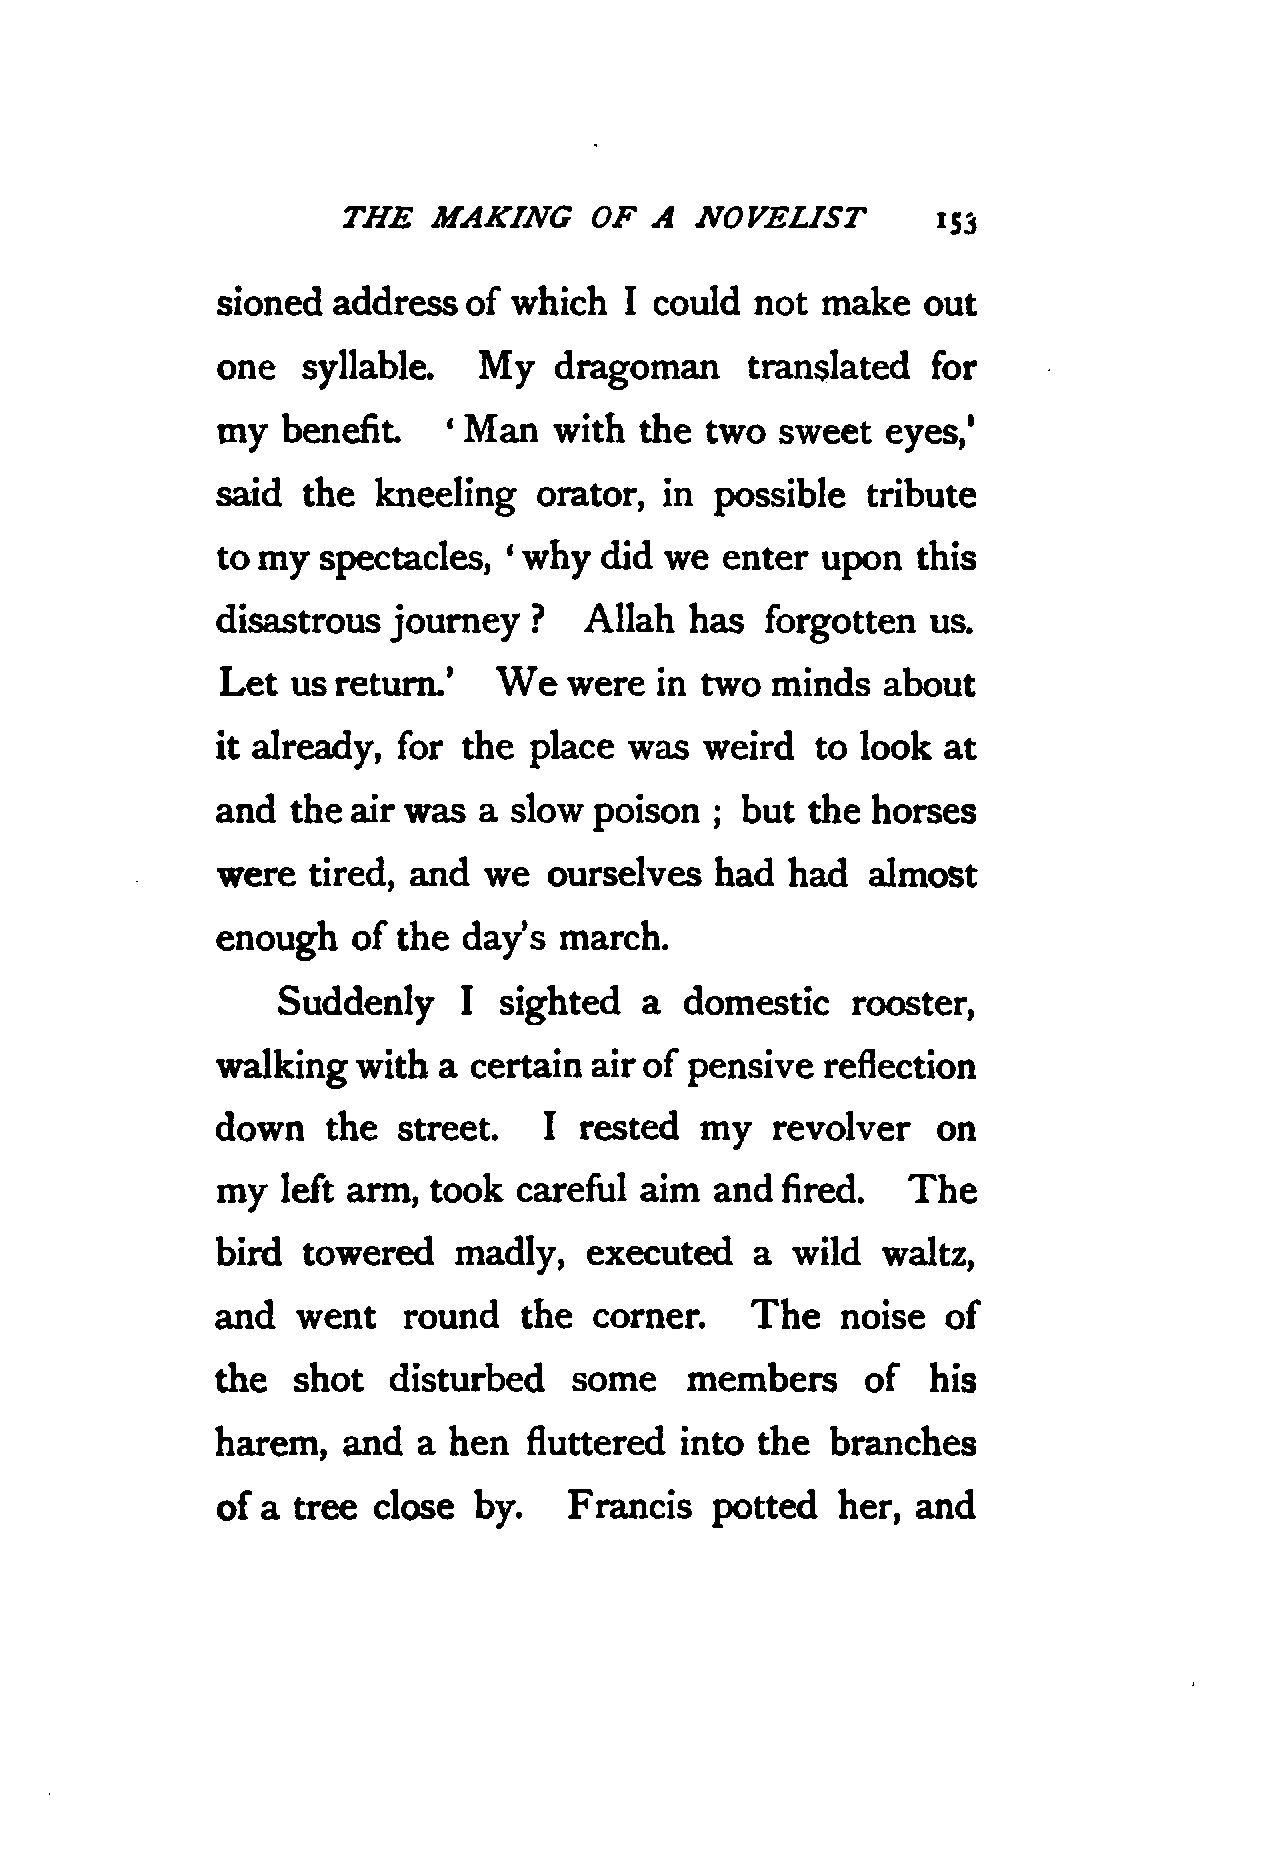 THE MAKING OF A NOVELIST 153
sioned address of which I could not make out
one syllable. My dragoman translated for
my benefit. ‘Man with the two sweet eyes,’
said the kneeling orator, in possible tribute
to my spectacles, ‘why did we enter upon this
disastrous journey? Allah has forgotten us.
Let us return.’ We were in two minds about
it already, for the place was weird to look at
and the air was a slow poison; but the horses
were tired, and we ourselves had had almost
enough of the day’s march.
Suddenly I sighted a domestic rooster,
walking with a certain air of pensive reflection
down the street. I rested my revolver on
my left arm, took careful aim and fired. The
bird towered madly, executed a wild waltz,
and went round the corner. The noise of
the shot disturbed some members of his
harem, and a hen fluttered into the branches
of a tree close by. Francis potted her, and